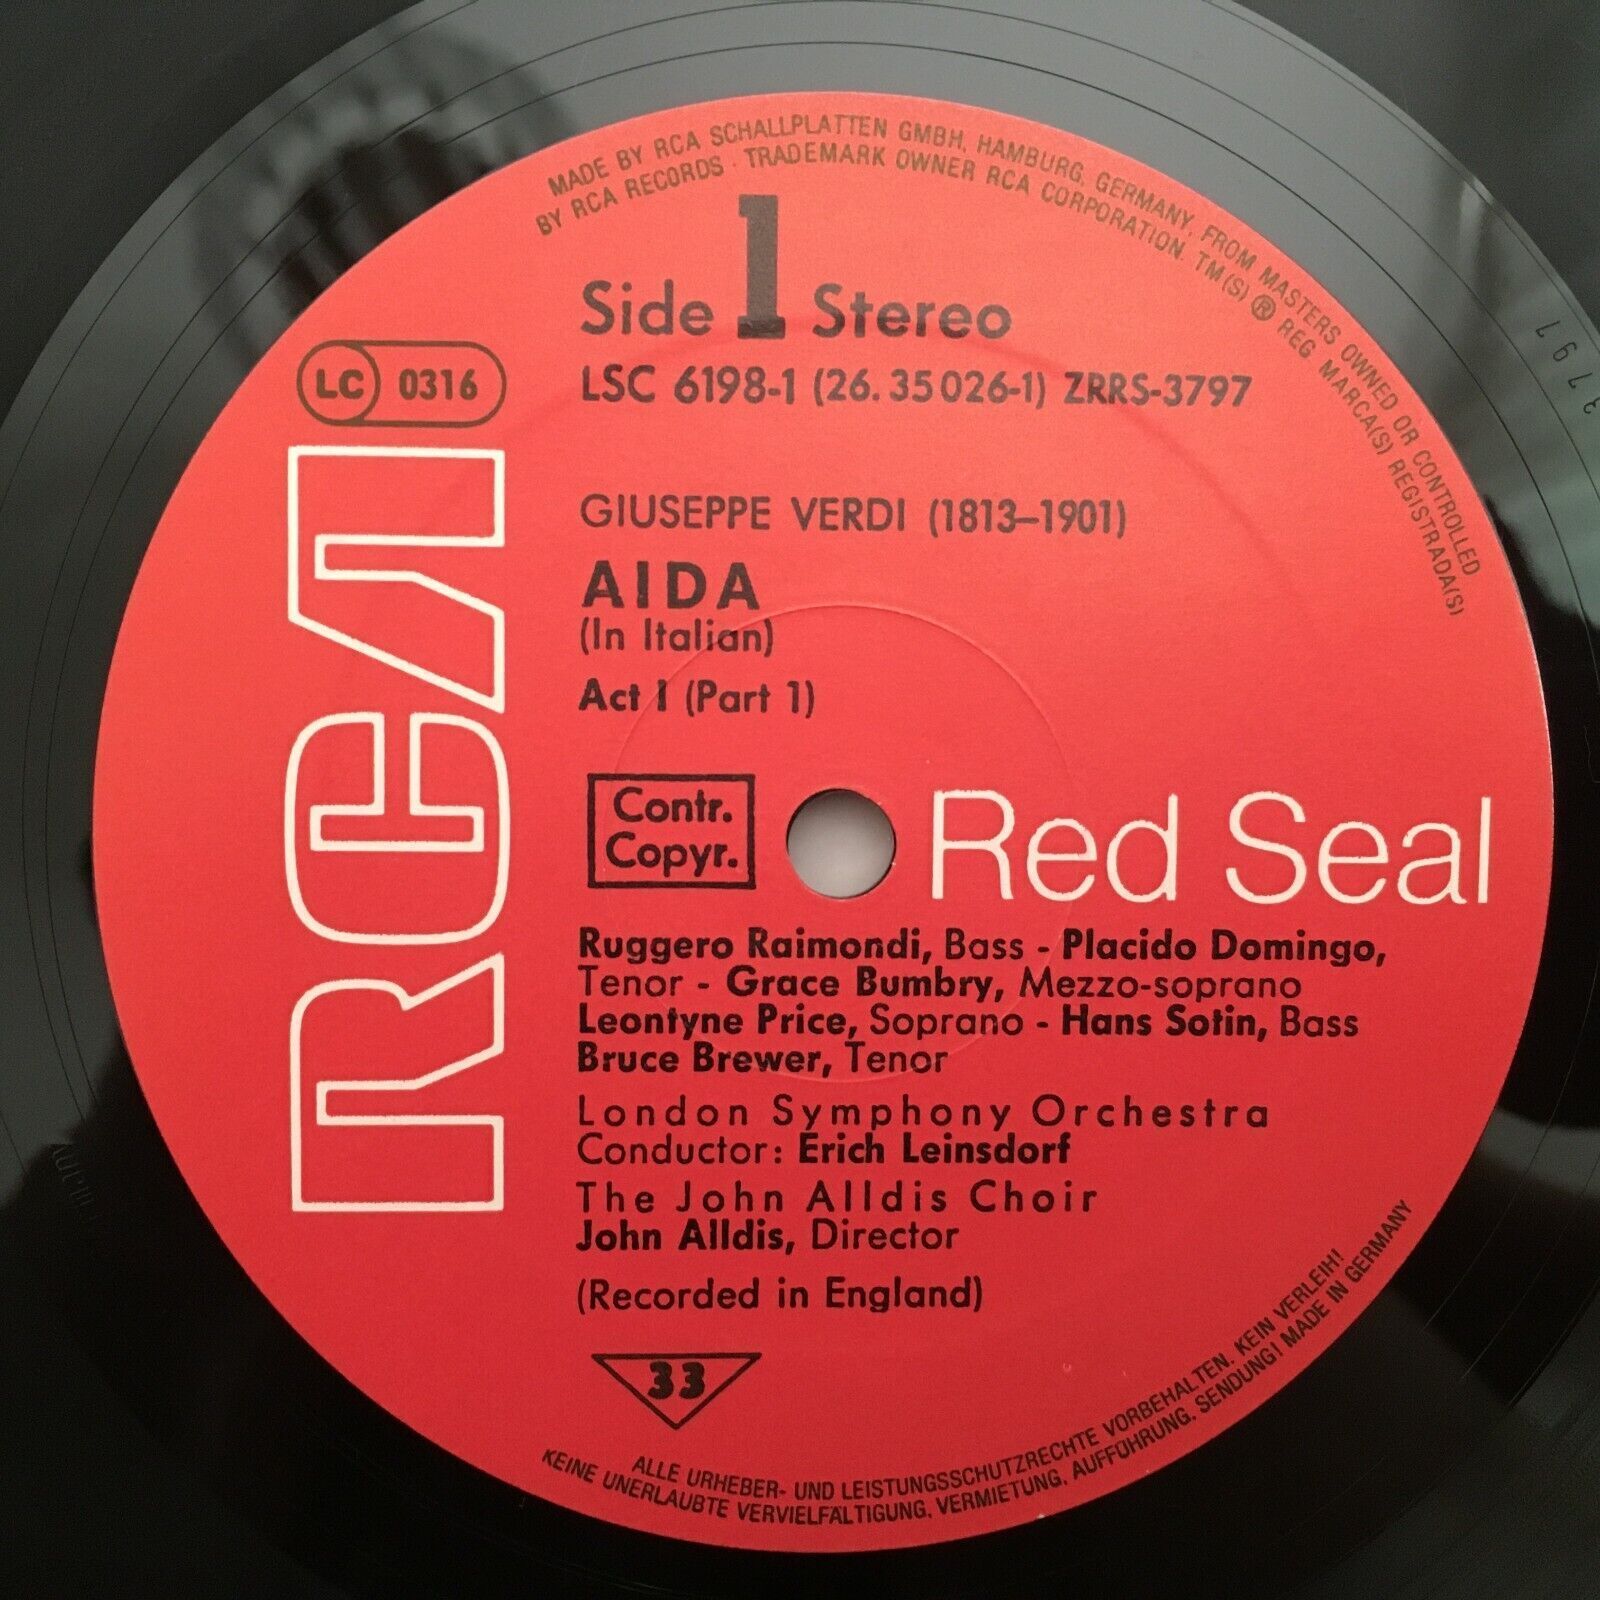 MADE BY RCA SCHALLPLATTEN GMBH, HAMBURG, GERMANY, FROM MASTERS OWNED OR CONTROLLED
BY RCA RECORDS · TRADEMARK OWNER RCA CORPORATION. TM(S) ® REG MARCA(S) REGISTRADA(S)
Side 1 Stereo
LSC 6198-1 (26.35026-1) ZRRS-3797
LC 0316
RCA
GIUSEPPE VERDI (1813–1901)
AIDA
(In Italian)
Act I (Part 1)
Contr.
Copyr.
Red Seal
Ruggero Raimondi, Bass - Placido Domingo,
Tenor - Grace Bumbry, Mezzo-soprano
Leontyne Price, Soprano - Hans Sotin, Bass
Bruce Brewer, Tenor
London Symphony Orchestra
Conductor: Erich Leinsdorf
The John Alldis Choir
John Alldis, Director
(Recorded in England)
33
ALLE URHEBER- UND LEISTUNGSSCHUTZRECHTE VORBEHALTEN. KEIN VERLEIH!
KEINE UNERLAUBTE VERVIELFÄLTIGUNG, VERMIETUNG, AUFFÜHRUNG, SENDUNG! MADE IN GERMANY
3797